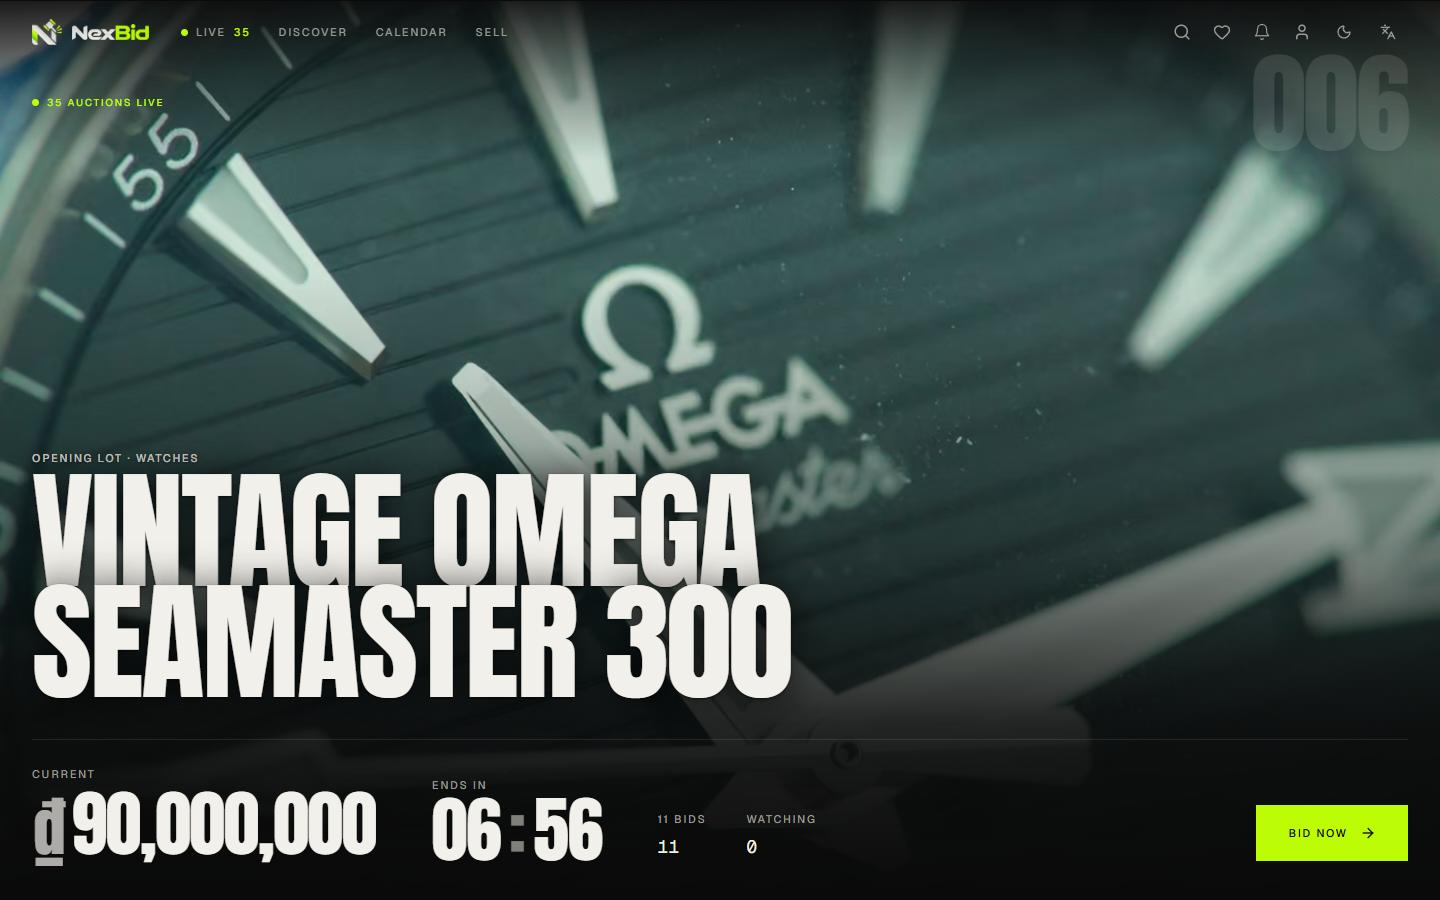 NexBid
LIVE 35
DISCOVER
CALENDAR
SELL
35 AUCTIONS LIVE
006
55
Ω
OMEGA
OPENING LOT · WATCHES
VINTAGE OMEGA
SEAMASTER 300
CURRENT
₫90,000,000
ENDS IN
06:56
11 BIDS
11
WATCHING
0
BID NOW →